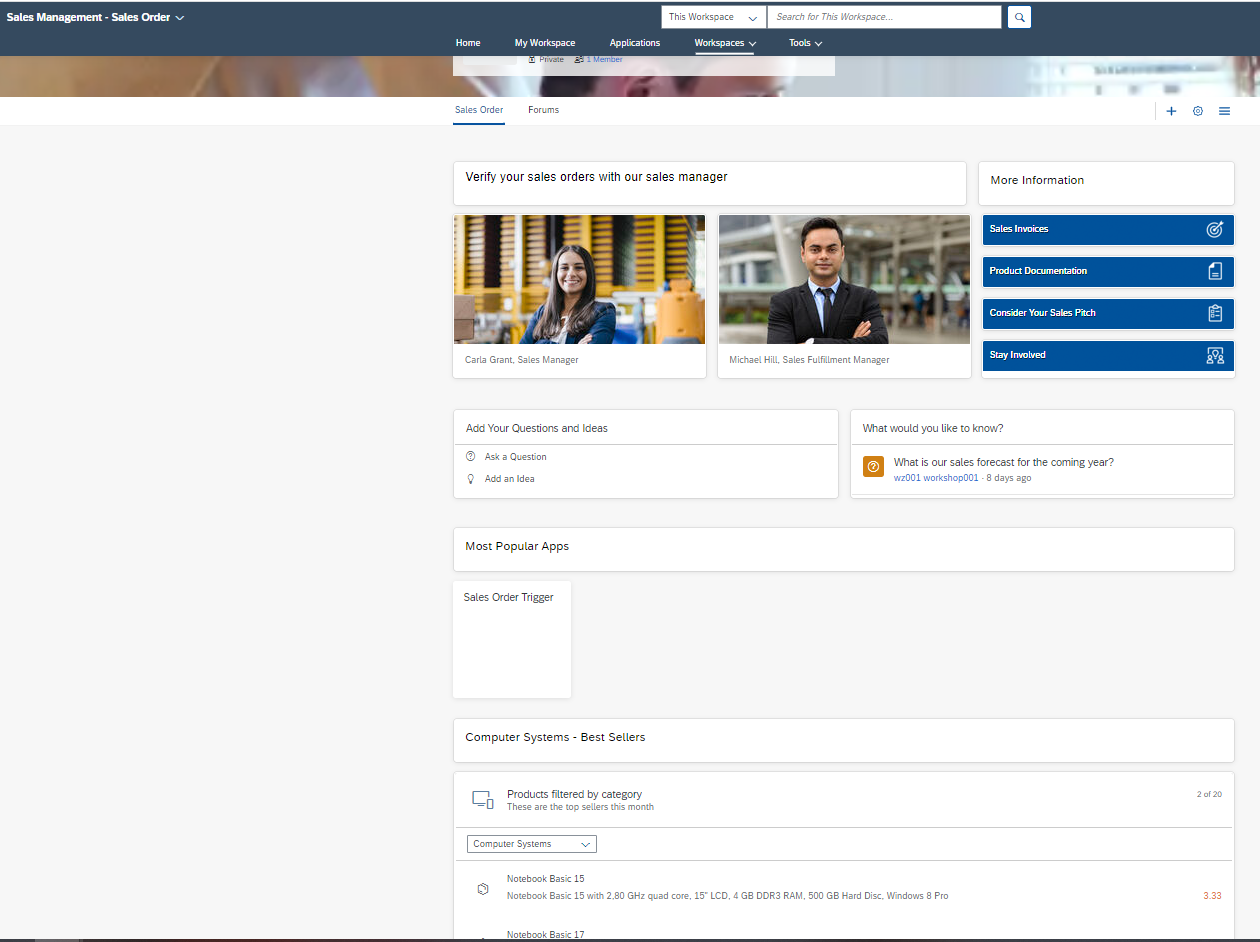 Sales Management - Sales Order
This Workspace
Search for This Workspace...
Home
My Workspace
Applications
Workspaces
Tools
Private
1 Member
Sales Order
Forums
Verify your sales orders with our sales manager
More Information
Carla Grant, Sales Manager
Michael Hill, Sales Fulfillment Manager
Sales Invoices
Product Documentation
Consider Your Sales Pitch
Stay Involved
Add Your Questions and Ideas
Ask a Question
Add an Idea
What would you like to know?
What is our sales forecast for the coming year?
wz001 workshop001 · 8 days ago
Most Popular Apps
Sales Order Trigger
Computer Systems - Best Sellers
Products filtered by category
2 of 20
These are the top sellers this month
Computer Systems
Notebook Basic 15
Notebook Basic 15 with 2,80 GHz quad core, 15" LCD, 4 GB DDR3 RAM, 500 GB Hard Disc, Windows 8 Pro
3.33
Notebook Basic 17